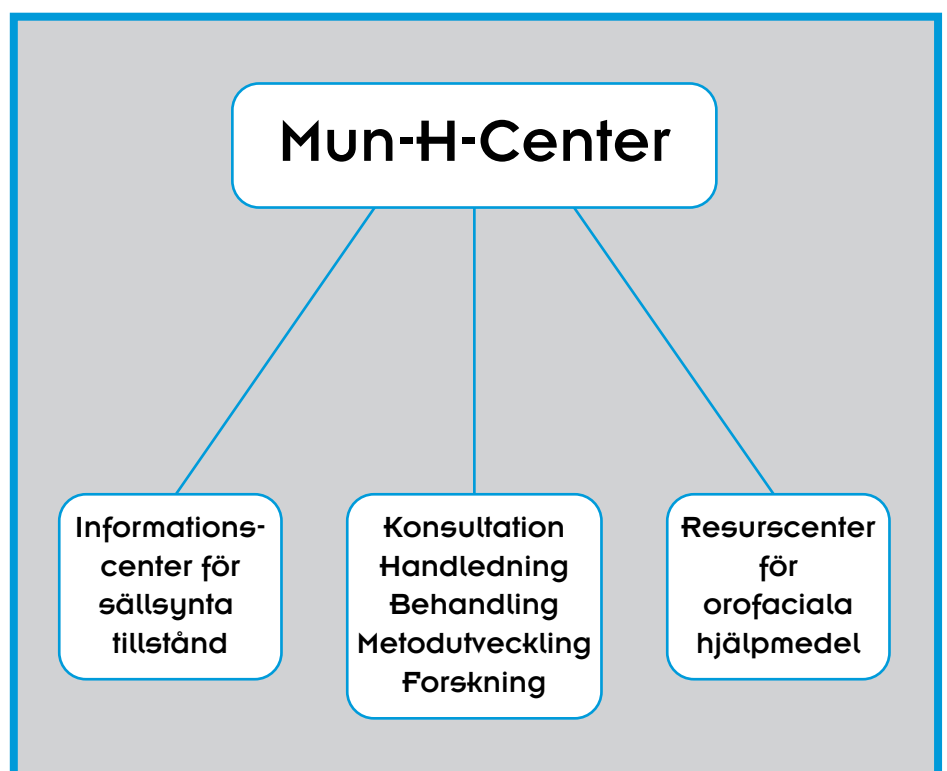 Mun-H-Center
Informations-
center för
sällsynta
tillstånd
Konsultation
Handledning
Behandling
Metodutveckling
Forskning
Resurscenter
för
orofaciala
hjälpmedel